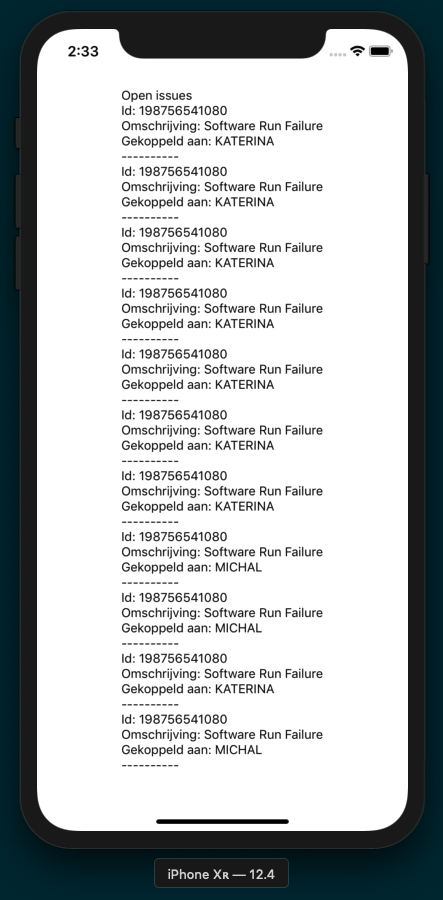 2:33
Open issues
Id: 198756541080
Omschrijving: Software Run Failure
Gekoppeld aan: KATERINA
----------
Id: 198756541080
Omschrijving: Software Run Failure
Gekoppeld aan: KATERINA
----------
Id: 198756541080
Omschrijving: Software Run Failure
Gekoppeld aan: KATERINA
----------
Id: 198756541080
Omschrijving: Software Run Failure
Gekoppeld aan: KATERINA
----------
Id: 198756541080
Omschrijving: Software Run Failure
Gekoppeld aan: KATERINA
----------
Id: 198756541080
Omschrijving: Software Run Failure
Gekoppeld aan: KATERINA
----------
Id: 198756541080
Omschrijving: Software Run Failure
Gekoppeld aan: KATERINA
----------
Id: 198756541080
Omschrijving: Software Run Failure
Gekoppeld aan: MICHAL
----------
Id: 198756541080
Omschrijving: Software Run Failure
Gekoppeld aan: MICHAL
----------
Id: 198756541080
Omschrijving: Software Run Failure
Gekoppeld aan: KATERINA
----------
Id: 198756541080
Omschrijving: Software Run Failure
Gekoppeld aan: MICHAL
----------
iPhone Xʀ — 12.4